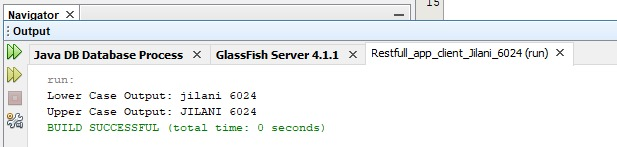 Navigator
15
Output
Java DB Database Process
GlassFish Server 4.1.1
Restfull_app_client_Jilani_6024 (run)
run:
Lower Case Output: jilani 6024
Upper Case Output: JILANI 6024
BUILD SUCCESSFUL (total time: 0 seconds)